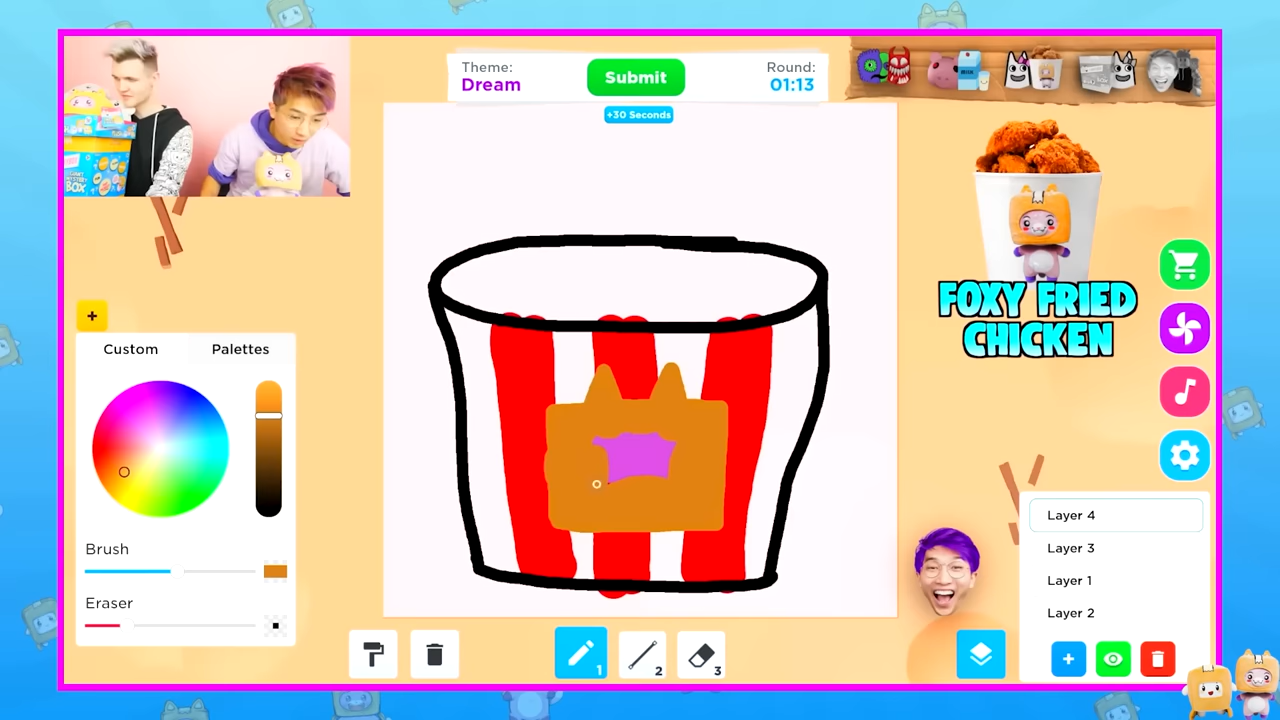 Theme:
Dream
Submit
Round:
01:13
+30 Seconds
FOXY FRIED
CHICKEN
+
Custom
Palettes
Brush
Eraser
Layer 4
Layer 3
Layer 1
Layer 2
1
2
3
+
BOX